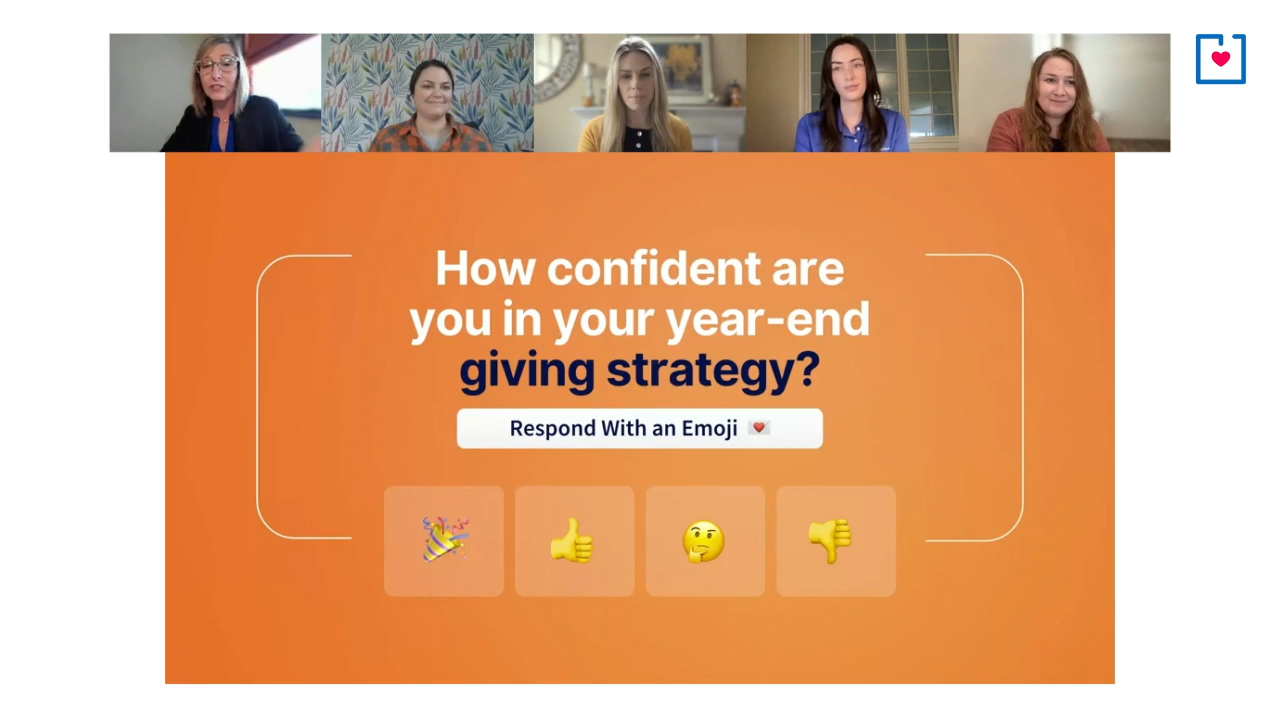 How confident are
you in your year-end
giving strategy?
Respond With an Emoji 💌